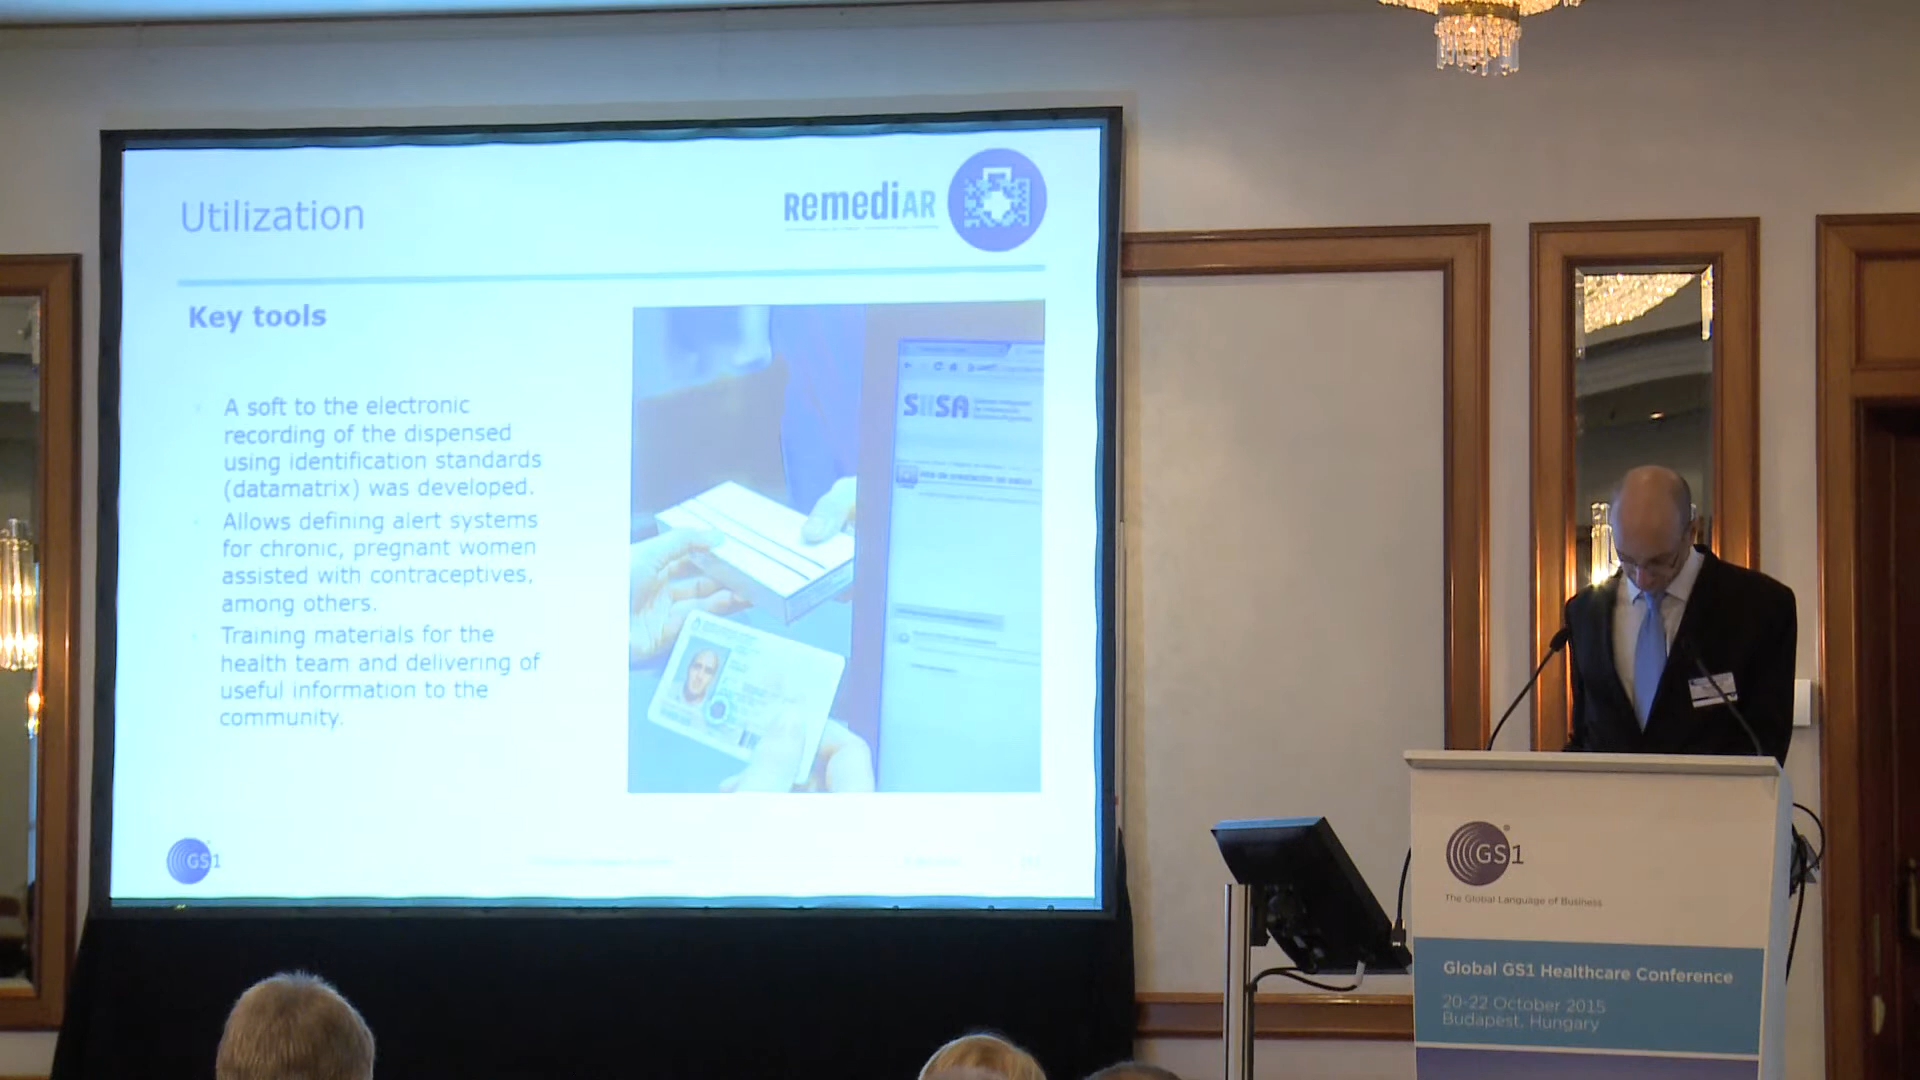 Utilization
RemediAR
Key tools
A soft to the electronic
recording of the dispensed
using identification standards
(datamatrix) was developed.
Allows defining alert systems
for chronic, pregnant women
assisted with contraceptives,
among others.
Training materials for the
health team and delivering of
useful information to the
community.
SIISA
GS1
GS1
The Global Language of Business
Global GS1 Healthcare Conference
20-22 October 2015
Budapest, Hungary